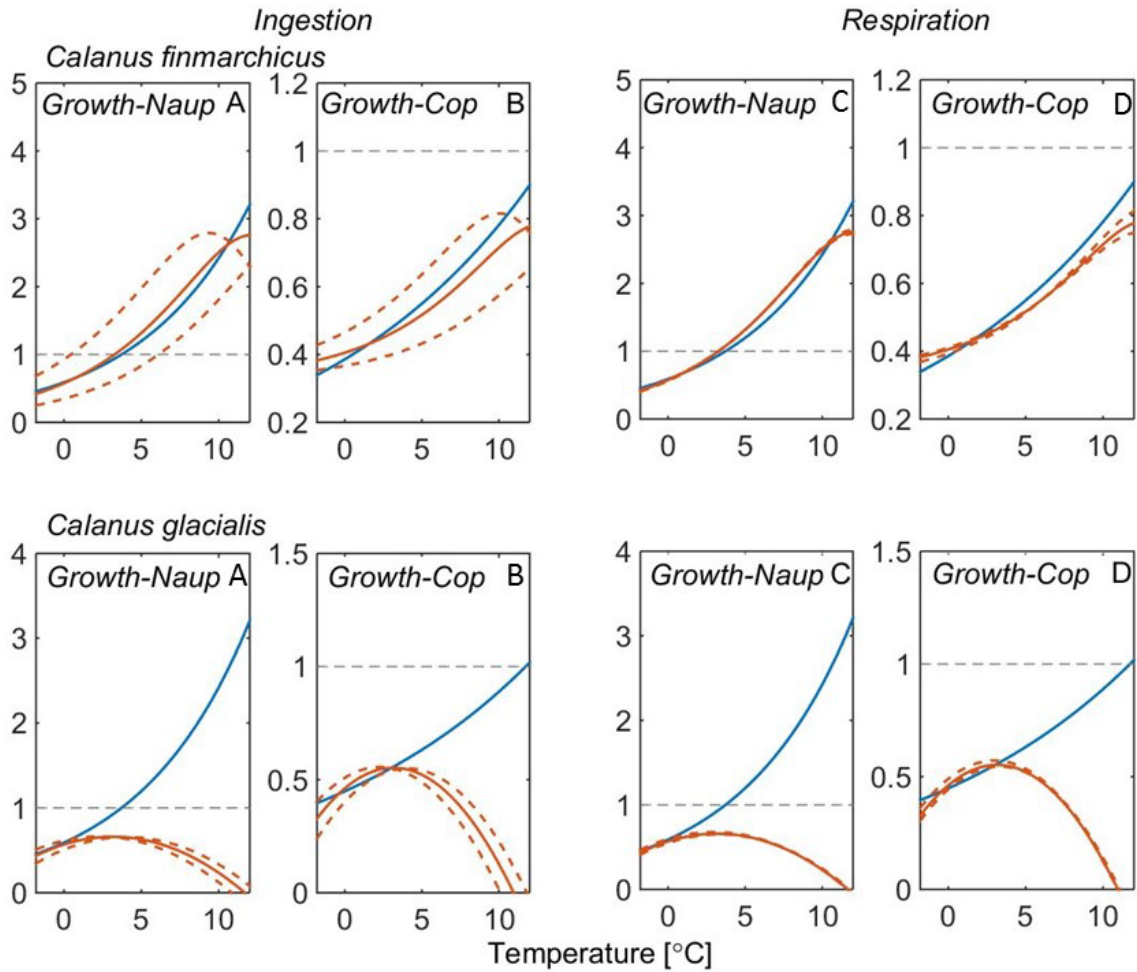 Ingestion
Respiration
Calanus finmarchicus
5
4
3
2
1
0
Growth-Naup A
0 5 10
1.2
1
0.8
0.6
0.4
0.2
Growth-Cop B
0 5 10
5
4
3
2
1
0
Growth-Naup C
0 5 10
1.2
1
0.8
0.6
0.4
0.2
Growth-Cop D
0 5 10
Calanus glacialis
4
3
2
1
0
Growth-Naup A
0 5 10
1.5
1
0.5
0
Growth-Cop B
0 5 10
4
3
2
1
0
Growth-Naup C
0 5 10
1.5
1
0.5
0
Growth-Cop D
0 5 10
Temperature [°C]